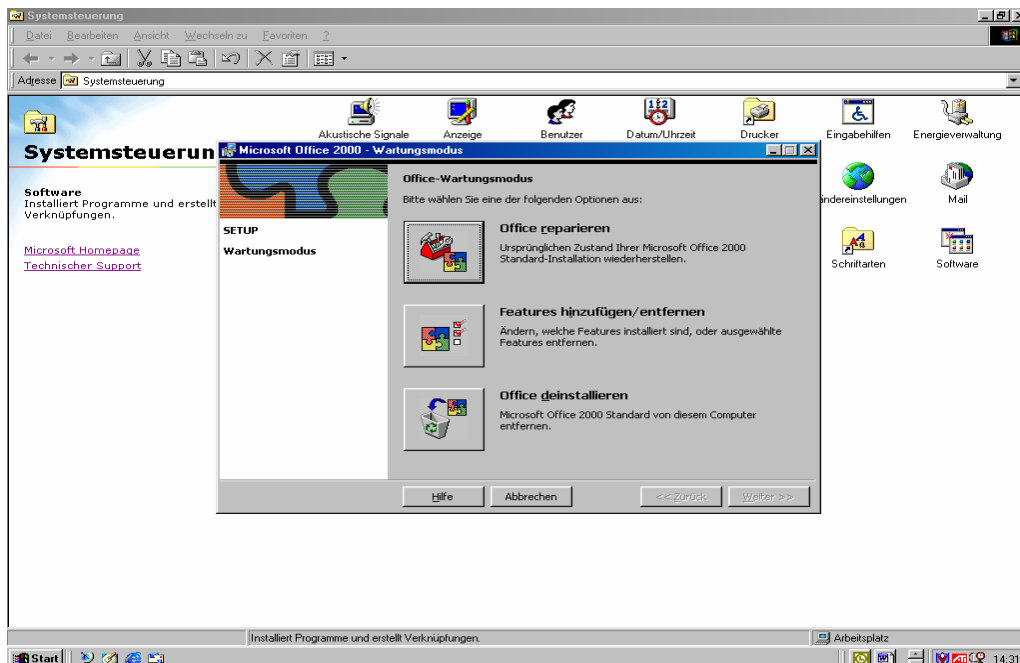 Systemsteuerung
Datei Bearbeiten Ansicht Wechseln zu Favoriten ?
Adresse Systemsteuerung
Systemsteuerun
Software
Installiert Programme und erstellt
Verknüpfungen.
Microsoft Homepage
Technischer Support
Akustische Signale Anzeige Benutzer Datum/Uhrzeit Drucker Eingabehilfen Energieverwaltung
ändereinstellungen Mail
Schriftarten Software
Microsoft Office 2000 - Wartungsmodus
SETUP
Wartungsmodus
Office-Wartungsmodus
Bitte wählen Sie eine der folgenden Optionen aus:
Office reparieren
Ursprünglichen Zustand Ihrer Microsoft Office 2000
Standard-Installation wiederherstellen.
Features hinzufügen/entfernen
Ändern, welche Features installiert sind, oder ausgewählte
Features entfernen.
Office deinstallieren
Microsoft Office 2000 Standard von diesem Computer
entfernen.
Hilfe Abbrechen << Zurück Weiter >>
Installiert Programme und erstellt Verknüpfungen. Arbeitsplatz
Start 14:31